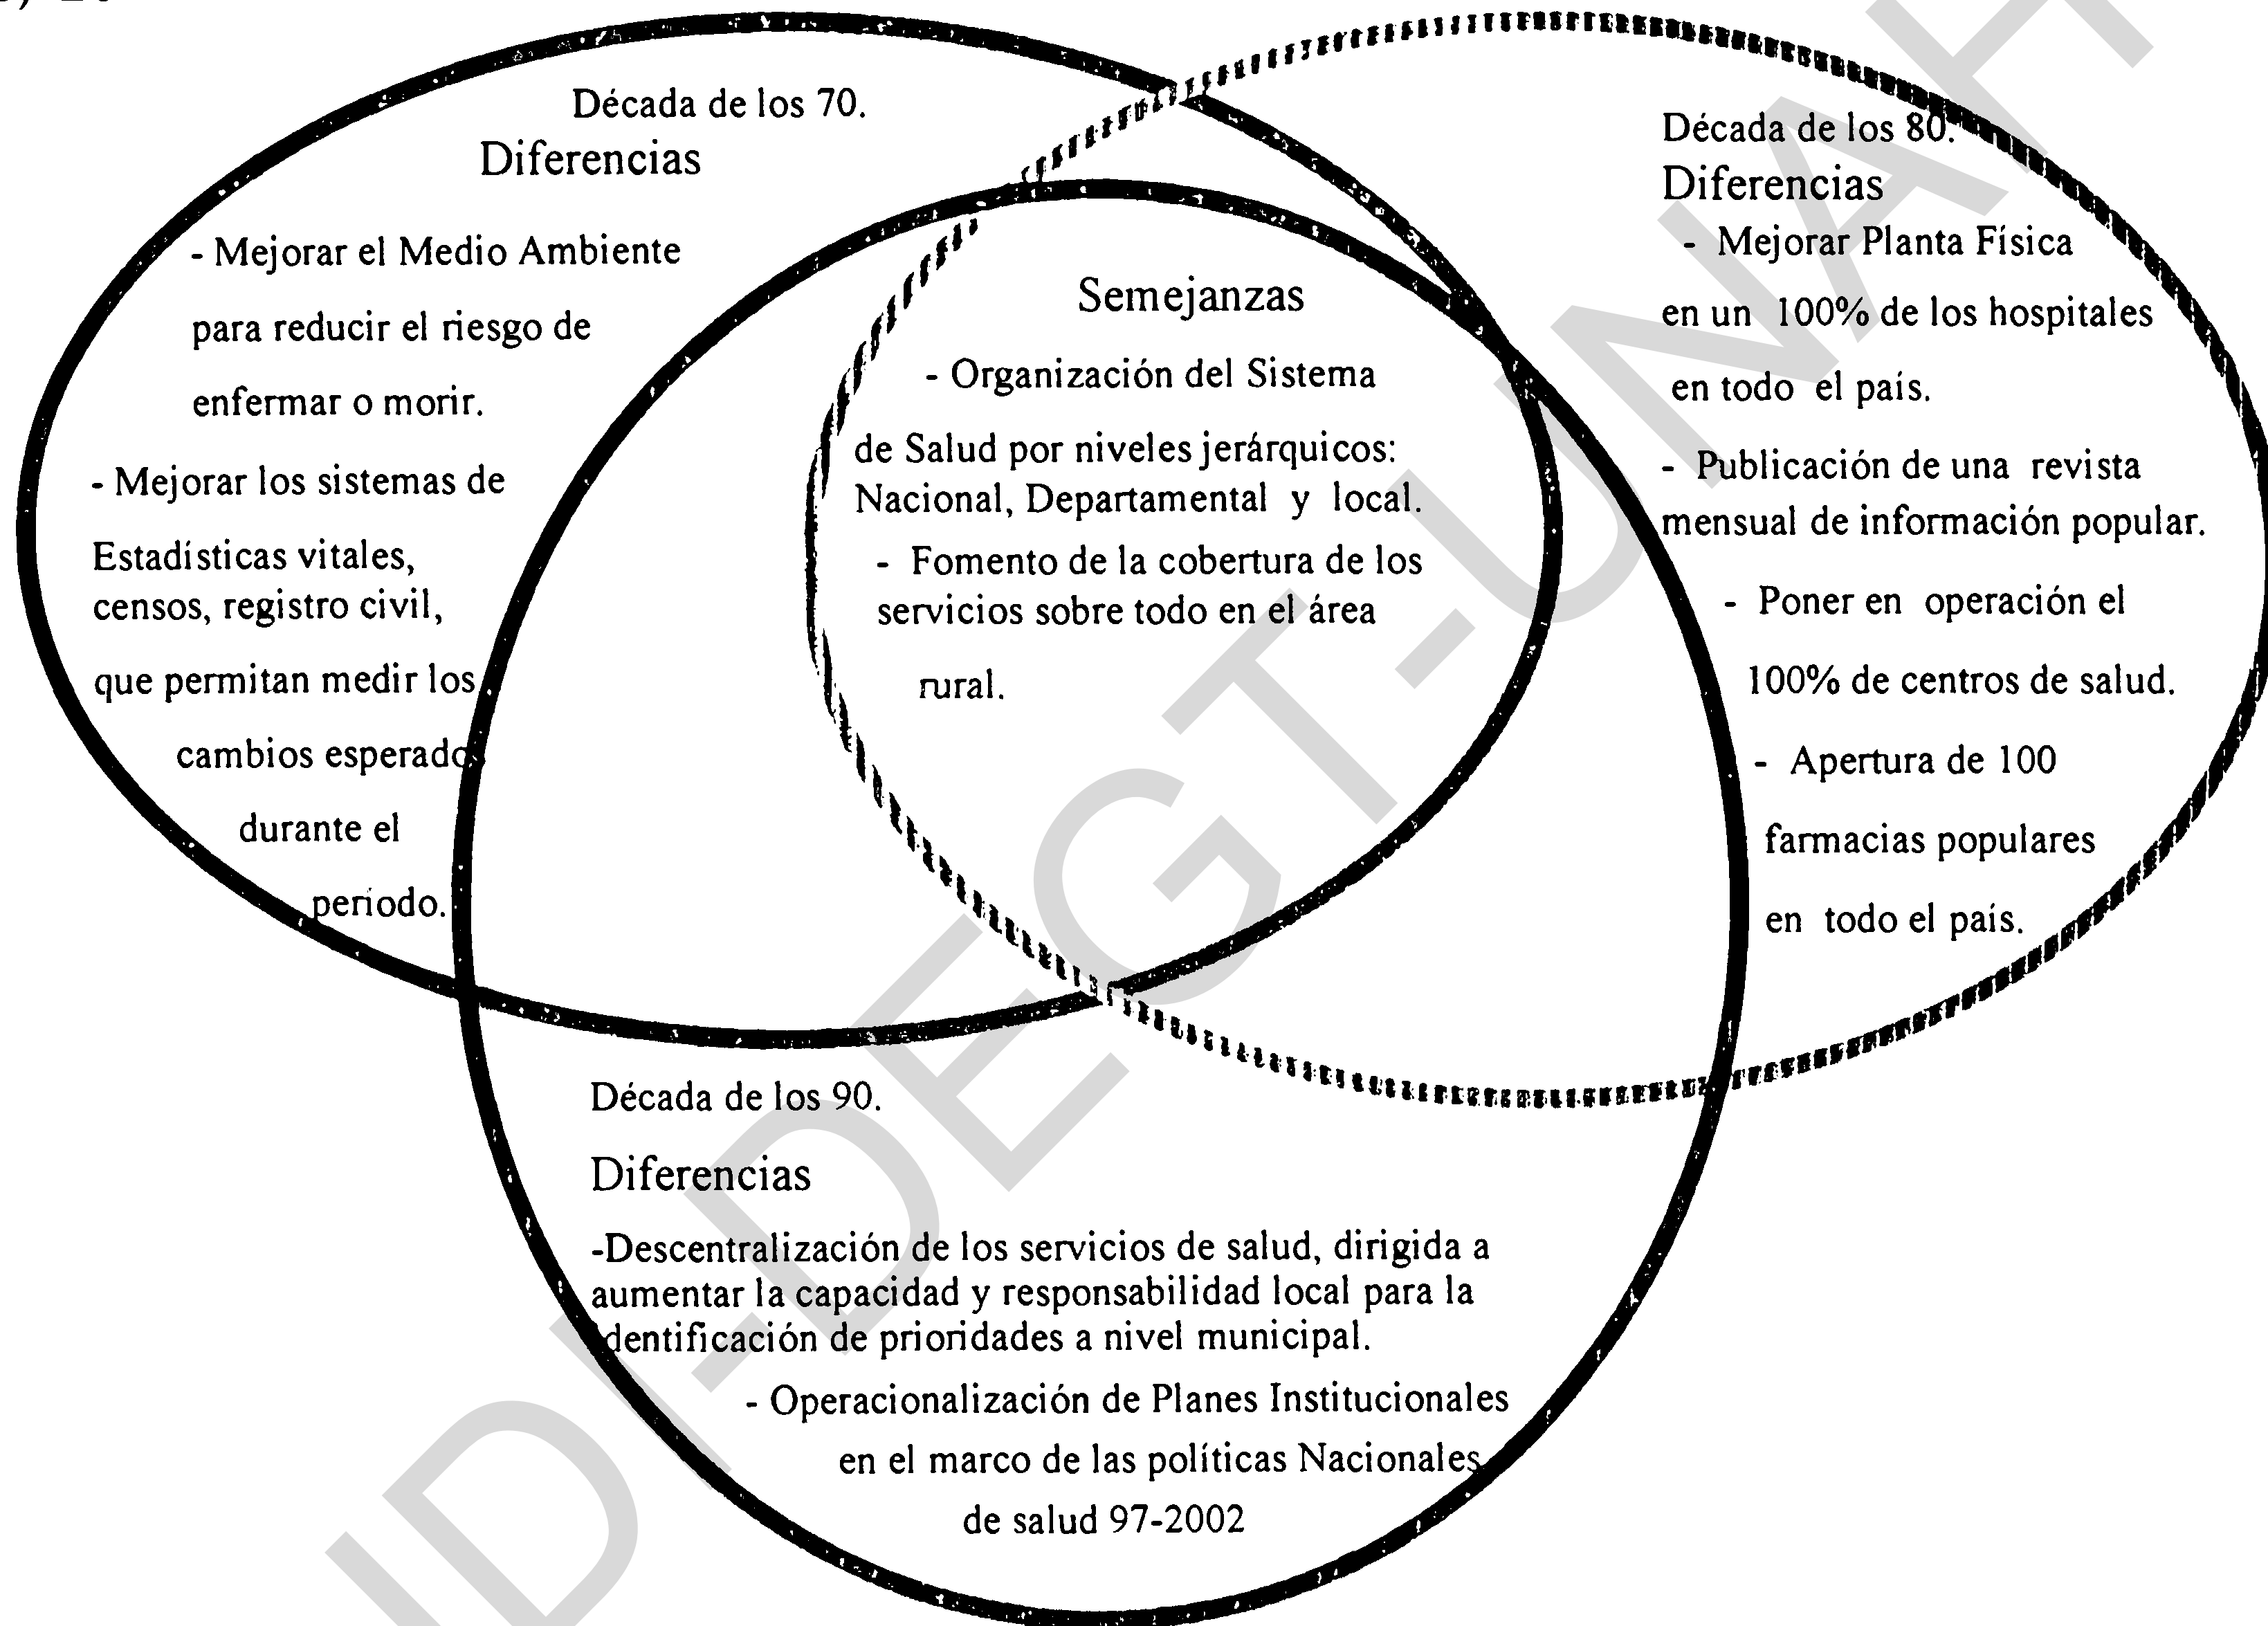 Década de los 70.
Diferencias
- Mejorar el Medio Ambiente
para reducir el riesgo de
enfermar o morir.
- Mejorar los sistemas de
Estadísticas vitales,
censos, registro civil,
que permitan medir los
cambios esperado
durante el
periodo.
Semejanzas
- Organización del Sistema
de Salud por niveles jerárquicos:
Nacional, Departamental y local.
- Fomento de la cobertura de los
servicios sobre todo en el área
rural.
Década de los 80.
Diferencias
- Mejorar Planta Física
en un 100% de los hospitales
en todo el país.
- Publicación de una revista
mensual de información popular.
- Poner en operación el
100% de centros de salud.
- Apertura de 100
farmacias populares
en todo el país.
Década de los 90.
Diferencias
-Descentralización de los servicios de salud, dirigida a
aumentar la capacidad y responsabilidad local para la
identificación de prioridades a nivel municipal.
- Operacionalización de Planes Institucionales
en el marco de las políticas Nacionales
de salud 97-2002
UDI-DEGT-UNAH